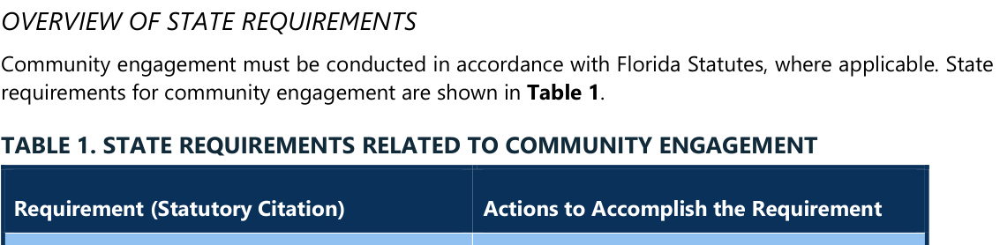 OVERVIEW OF STATE REQUIREMENTS
Community engagement must be conducted in accordance with Florida Statutes, where applicable. State
requirements for community engagement are shown in Table 1.
TABLE 1. STATE REQUIREMENTS RELATED TO COMMUNITY ENGAGEMENT
Requirement (Statutory Citation)
Actions to Accomplish the Requirement